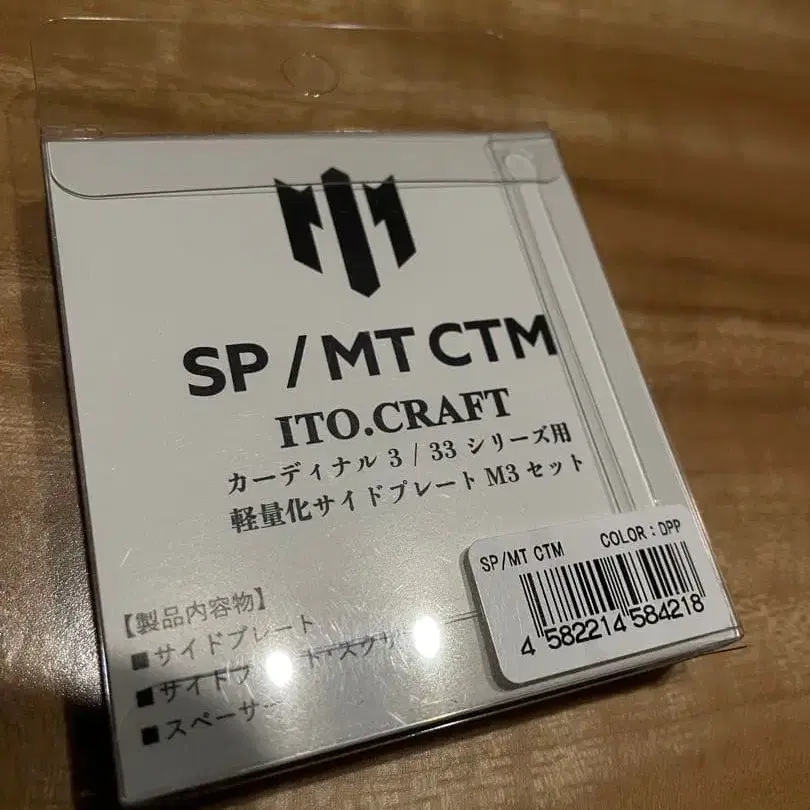 SP / MT CTM
ITO.CRAFT
カーディナル 3 / 33 シリーズ用
軽量化サイドプレート M3 セット
SP/MT CTM COLOR : DPP
4 582214 584218
【製品内容物】
■サイドプレート
■サイドプ
■スペーサー